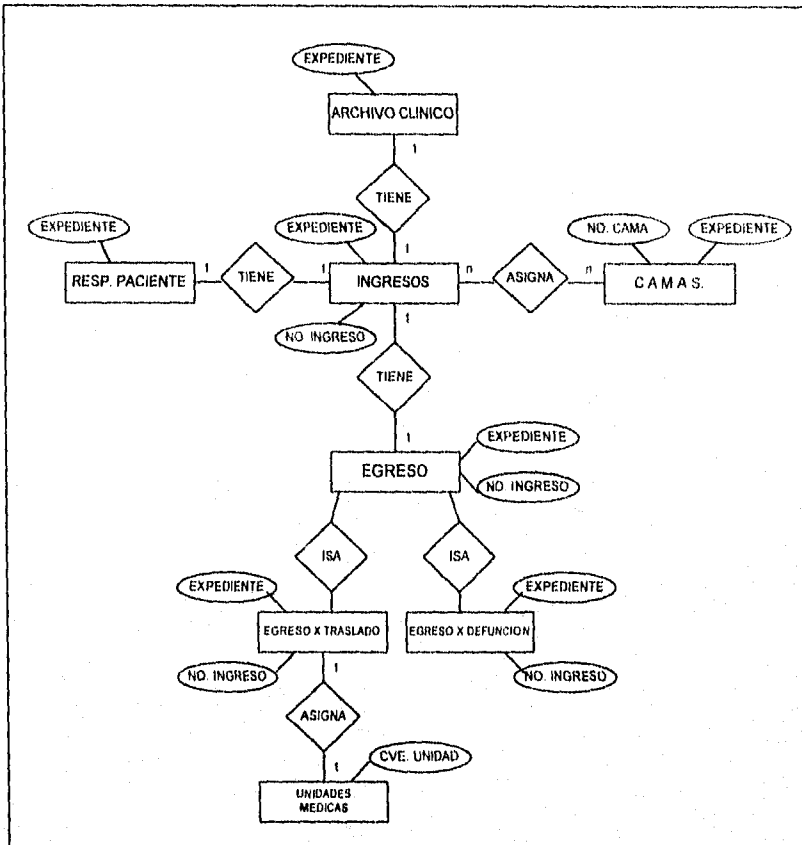 EXPEDIENTE
ARCHIVO CLINICO
1
TIENE
EXPEDIENTE
EXPEDIENTE
NO. CAMA
EXPEDIENTE
1
RESP. PACIENTE
1
TIENE
1
INGRESOS
n
ASIGNA
n
C A M A S.
NO. INGRESO
1
TIENE
1
EXPEDIENTE
EGRESO
NO. INGRESO
ISA
ISA
EXPEDIENTE
EXPEDIENTE
EGRESO X TRASLADO
EGRESO X DEFUNCION
NO. INGRESO
1
NO. INGRESO
ASIGNA
1
CVE. UNIDAD
UNIDADES
MEDICAS